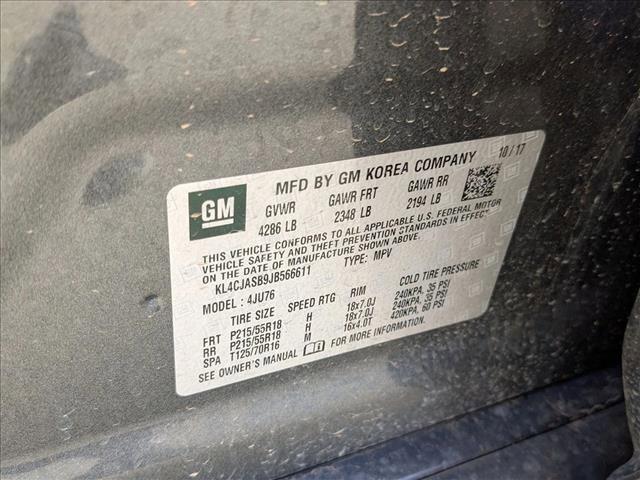 MFD BY GM KOREA COMPANY 10 / 17
GM
GVWR GAWR FRT GAWR RR
4286 LB 2348 LB 2194 LB
THIS VEHICLE CONFORMS TO ALL APPLICABLE U.S. FEDERAL MOTOR
VEHICLE SAFETY AND THEFT PREVENTION STANDARDS IN EFFECT
ON THE DATE OF MANUFACTURE SHOWN ABOVE.
KL4CJASB9JB566611 TYPE: MPV
MODEL : 4JU76
TIRE SIZE SPEED RTG RIM COLD TIRE PRESSURE
FRT P215/55R18 H 18x7.0J 240KPA, 35 PSI
RR P215/55R18 H 18x7.0J 240KPA, 35 PSI
SPA T125/70R16 M 16x4.0T 420KPA, 60 PSI
SEE OWNER'S MANUAL FOR MORE INFORMATION.